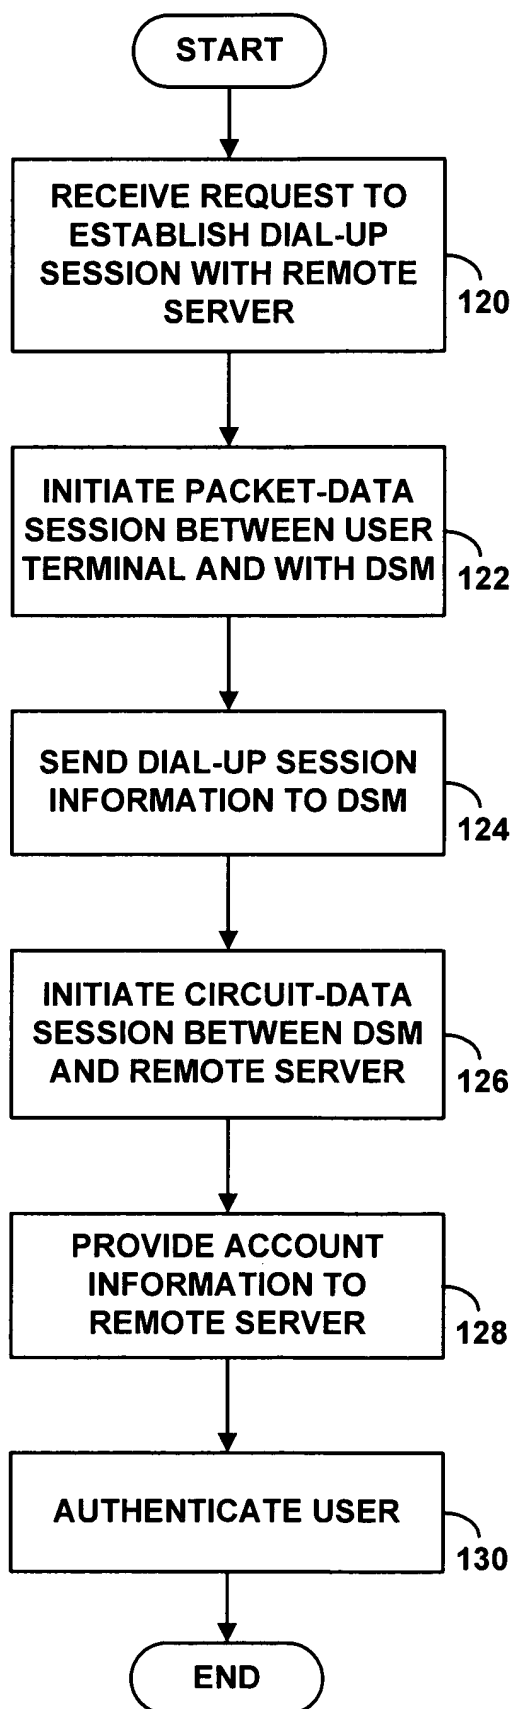 START
RECEIVE REQUEST TO
ESTABLISH DIAL-UP
SESSION WITH REMOTE
SERVER
120
INITIATE PACKET-DATA
SESSION BETWEEN USER
TERMINAL AND WITH DSM
122
SEND DIAL-UP SESSION
INFORMATION TO DSM
124
INITIATE CIRCUIT-DATA
SESSION BETWEEN DSM
AND REMOTE SERVER
126
PROVIDE ACCOUNT
INFORMATION TO
REMOTE SERVER
128
AUTHENTICATE USER
130
END